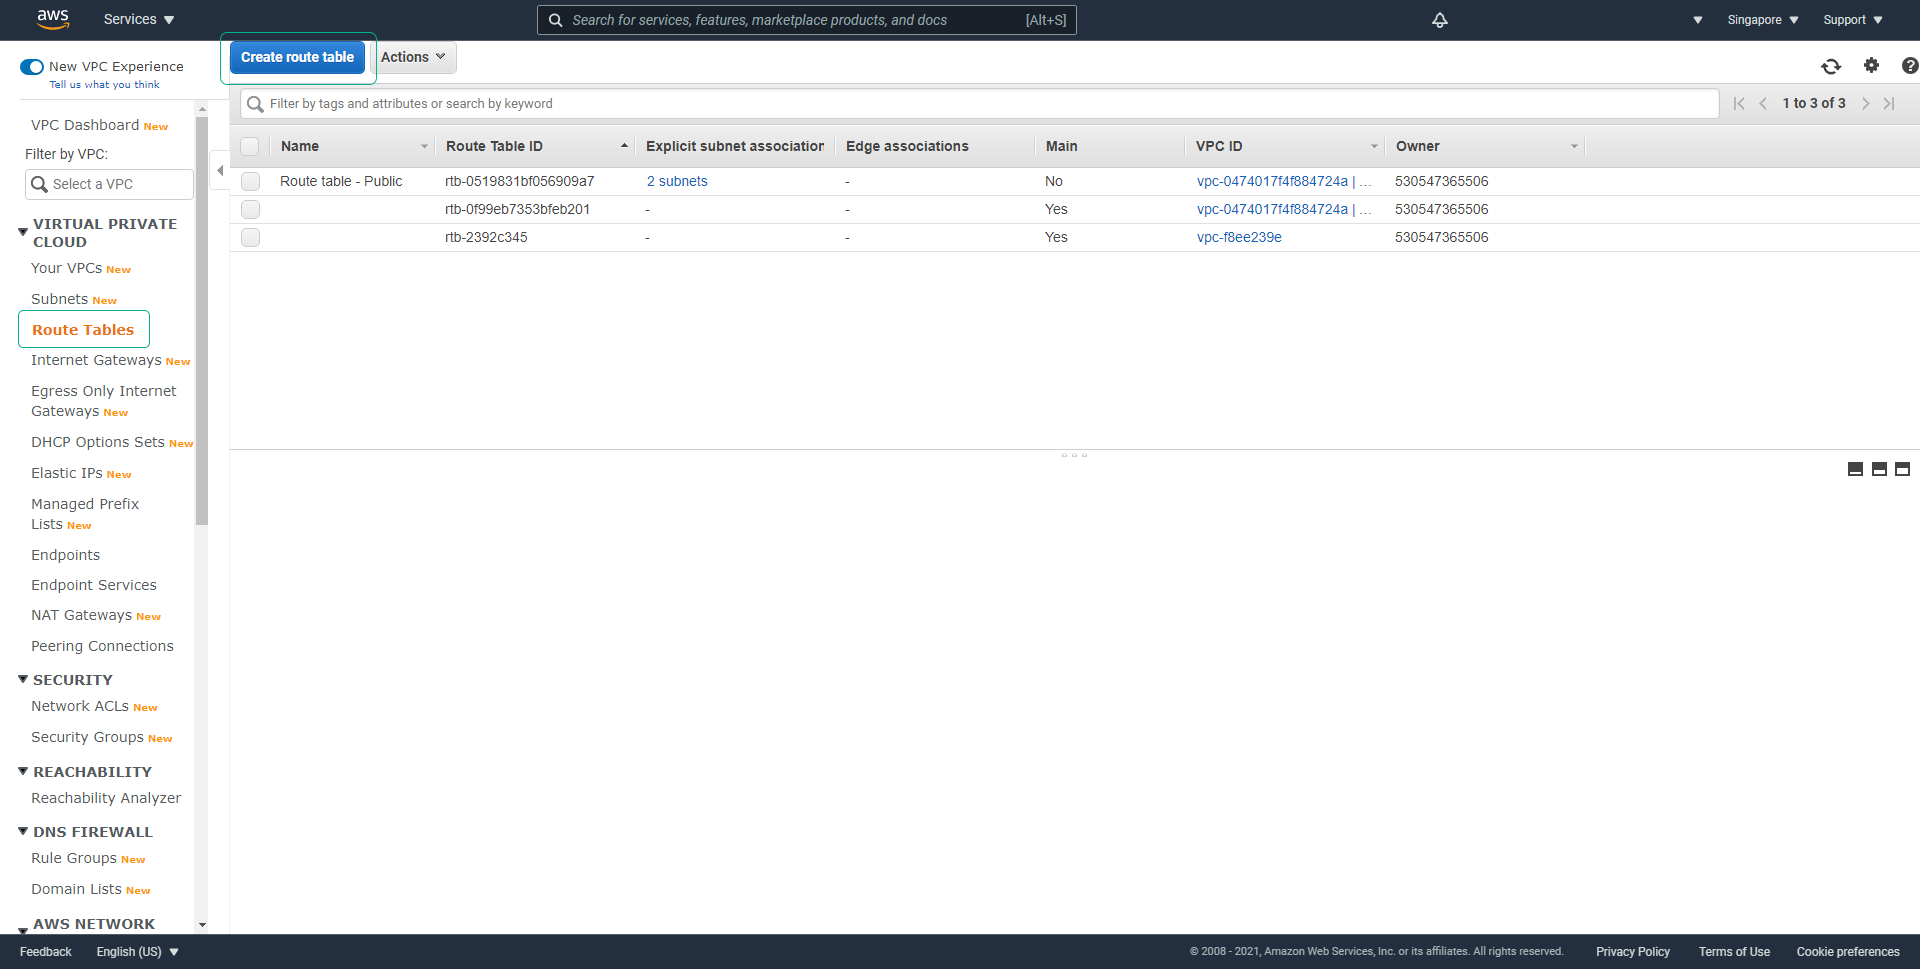 aws Services Search for services, features, marketplace products, and docs [Alt+S] Singapore Support
New VPC Experience
Tell us what you think
Create route table Actions
Filter by tags and attributes or search by keyword 1 to 3 of 3
VPC Dashboard New
Filter by VPC:
Select a VPC
VIRTUAL PRIVATE
CLOUD
Your VPCs New
Subnets New
Route Tables
Internet Gateways New
Egress Only Internet
Gateways New
DHCP Options Sets New
Elastic IPs New
Managed Prefix
Lists New
Endpoints
Endpoint Services
NAT Gateways New
Peering Connections
SECURITY
Network ACLs New
Security Groups New
REACHABILITY
Reachability Analyzer
DNS FIREWALL
Rule Groups New
Domain Lists New
AWS NETWORK
Name Route Table ID Explicit subnet association Edge associations Main VPC ID Owner
Route table - Public rtb-0519831bf056909a7 2 subnets - No vpc-0474017f4f884724a | ... 530547365506
rtb-0f99eb7353bfeb201 - - Yes vpc-0474017f4f884724a | ... 530547365506
rtb-2392c345 - - Yes vpc-f8ee239e 530547365506
Feedback English (US) © 2008 - 2021, Amazon Web Services, Inc. or its affiliates. All rights reserved. Privacy Policy Terms of Use Cookie preferences